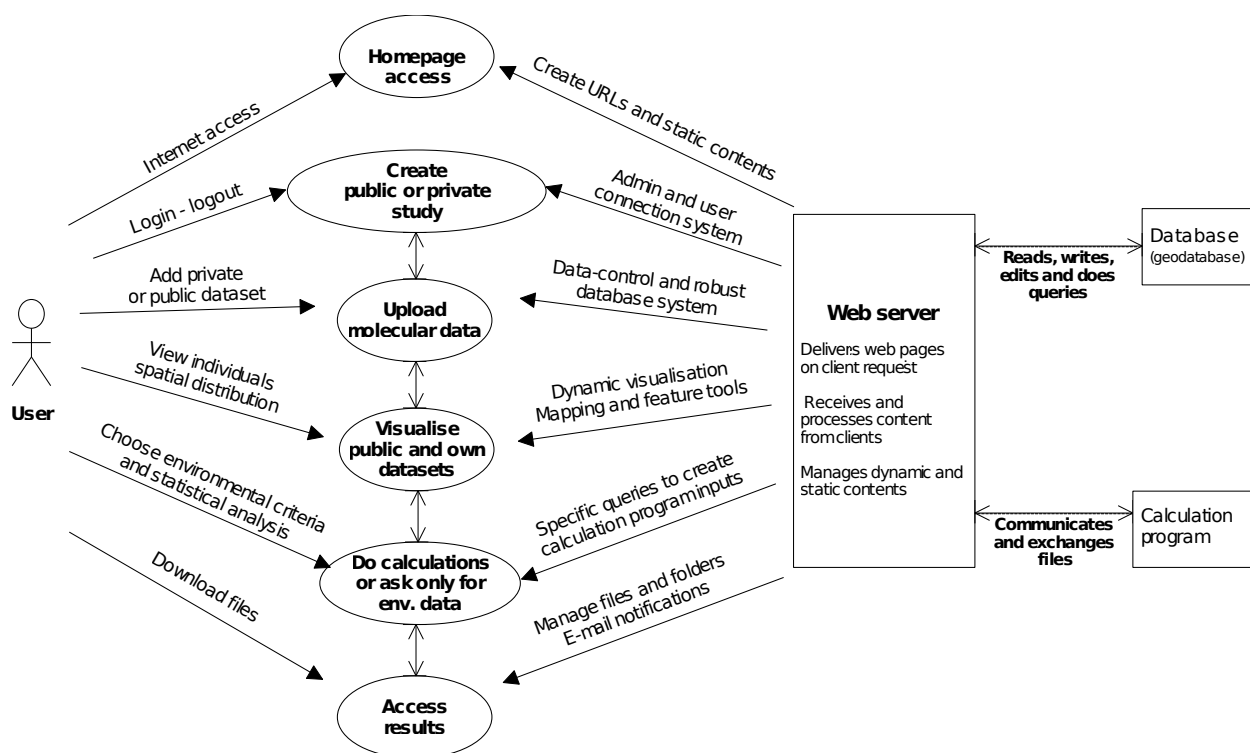 Homepage
access
Internet access
Create URLs and static contents
Create
public or private
study
Login - logout
Admin and user
connection system
Add private
or public dataset
Upload
molecular data
Data-control and robust
database system
User
View individuals
spatial distribution
Visualise
public and own
datasets
Dynamic visualisation
Mapping and feature tools
Choose environmental criteria
and statistical analysis
Do calculations
or ask only for
env. data
Specific queries to create
calculation program inputs
Download files
Access
results
Manage files and folders
E-mail notifications
Web server
Delivers web pages
on client request
Receives and
processes content
from clients
Manages dynamic and
static contents
Reads, writes,
edits and does
queries
Database
(geodatabase)
Communicates
and exchanges
files
Calculation
program